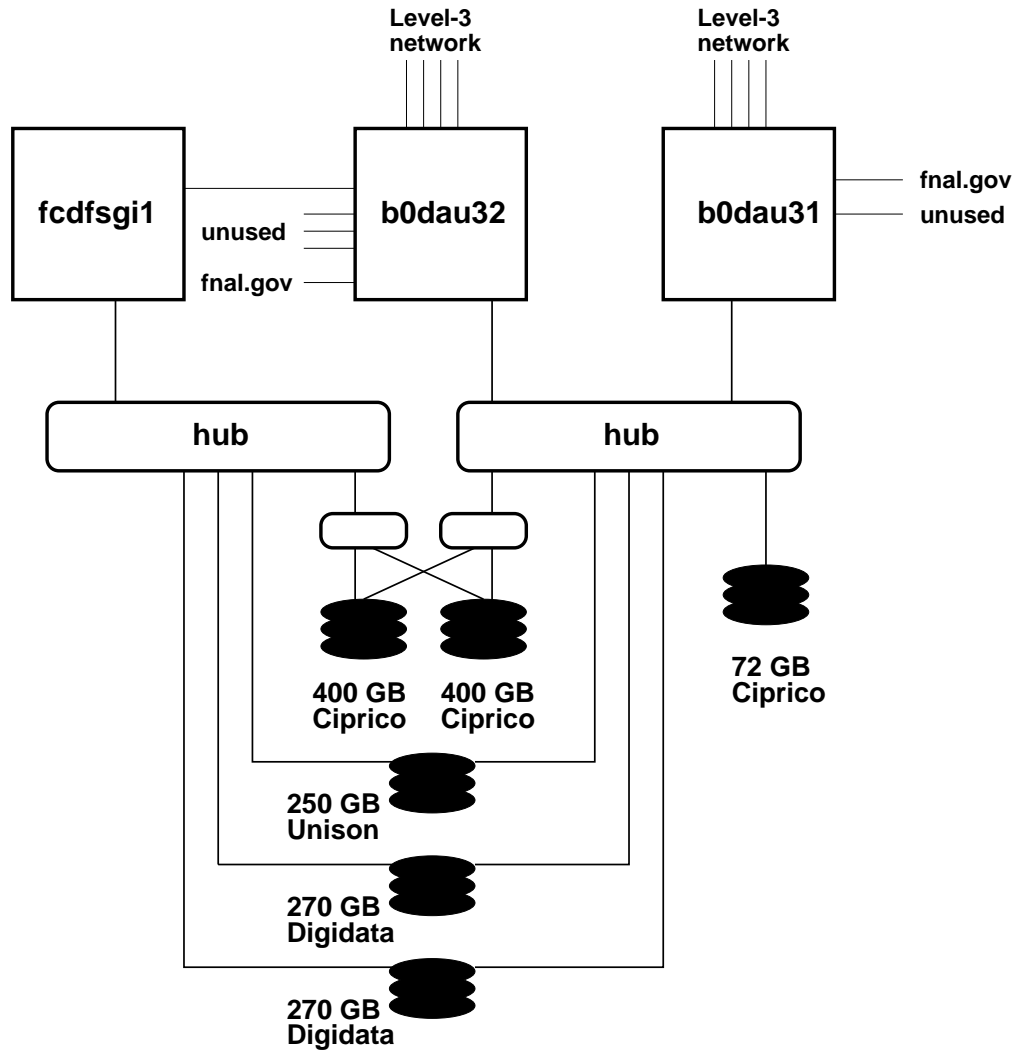 Level-3
network
Level-3
network
fcdfsgi1
b0dau32
b0dau31
fnal.gov
unused
unused
fnal.gov
hub
hub
400 GB
Ciprico
400 GB
Ciprico
72 GB
Ciprico
250 GB
Unison
270 GB
Digidata
270 GB
Digidata